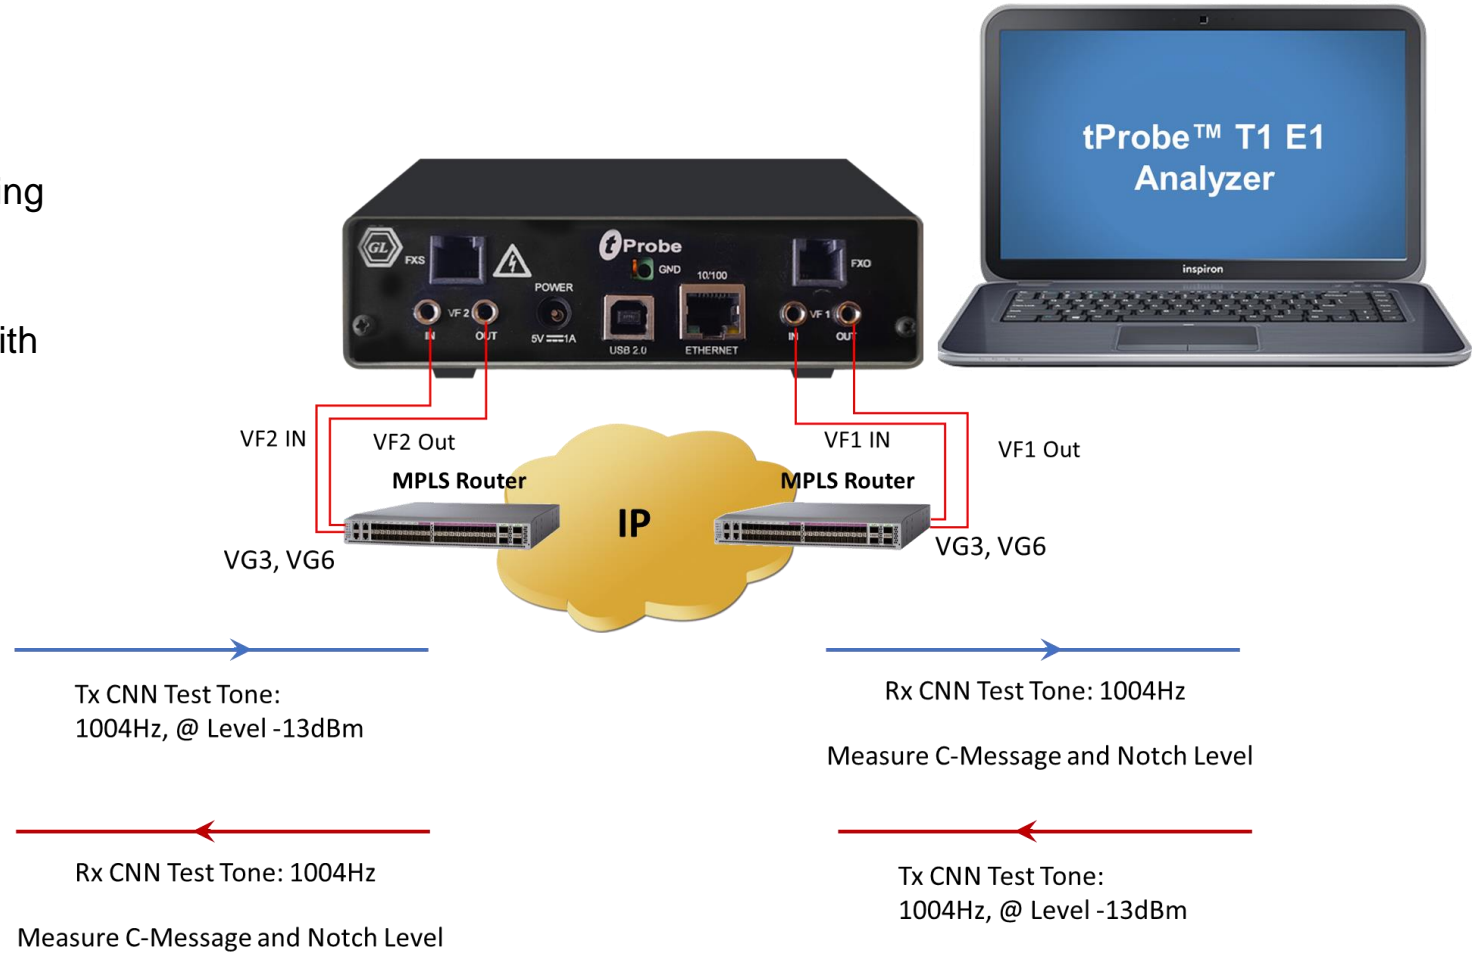 ing
ith
tProbe™ T1 E1
Analyzer
inspiron
GL
FXS
tProbe
GND
10/100
FXO
POWER
VF 2
VF 1
IN
OUT
5V 1A
USB 2.0
ETHERNET
IN
OUT
VF2 IN
VF2 Out
VF1 IN
VF1 Out
MPLS Router
MPLS Router
IP
VG3, VG6
VG3, VG6
Tx CNN Test Tone:
1004Hz, @ Level -13dBm
Rx CNN Test Tone: 1004Hz
Measure C-Message and Notch Level
Rx CNN Test Tone: 1004Hz
Measure C-Message and Notch Level
Tx CNN Test Tone:
1004Hz, @ Level -13dBm